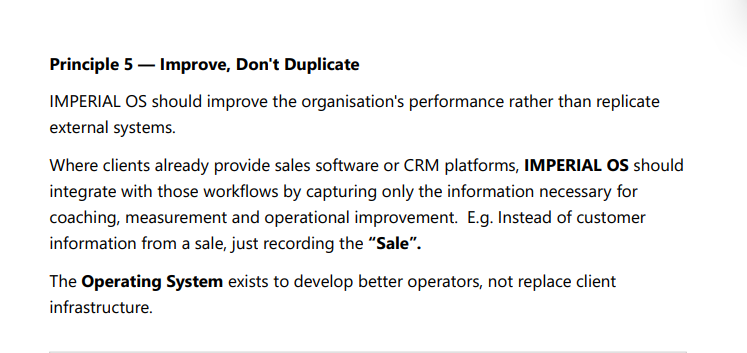 Principle 5 — Improve, Don't Duplicate
IMPERIAL OS should improve the organisation's performance rather than replicate
external systems.
Where clients already provide sales software or CRM platforms, IMPERIAL OS should
integrate with those workflows by capturing only the information necessary for
coaching, measurement and operational improvement.  E.g. Instead of customer
information from a sale, just recording the “Sale”.
The Operating System exists to develop better operators, not replace client
infrastructure.